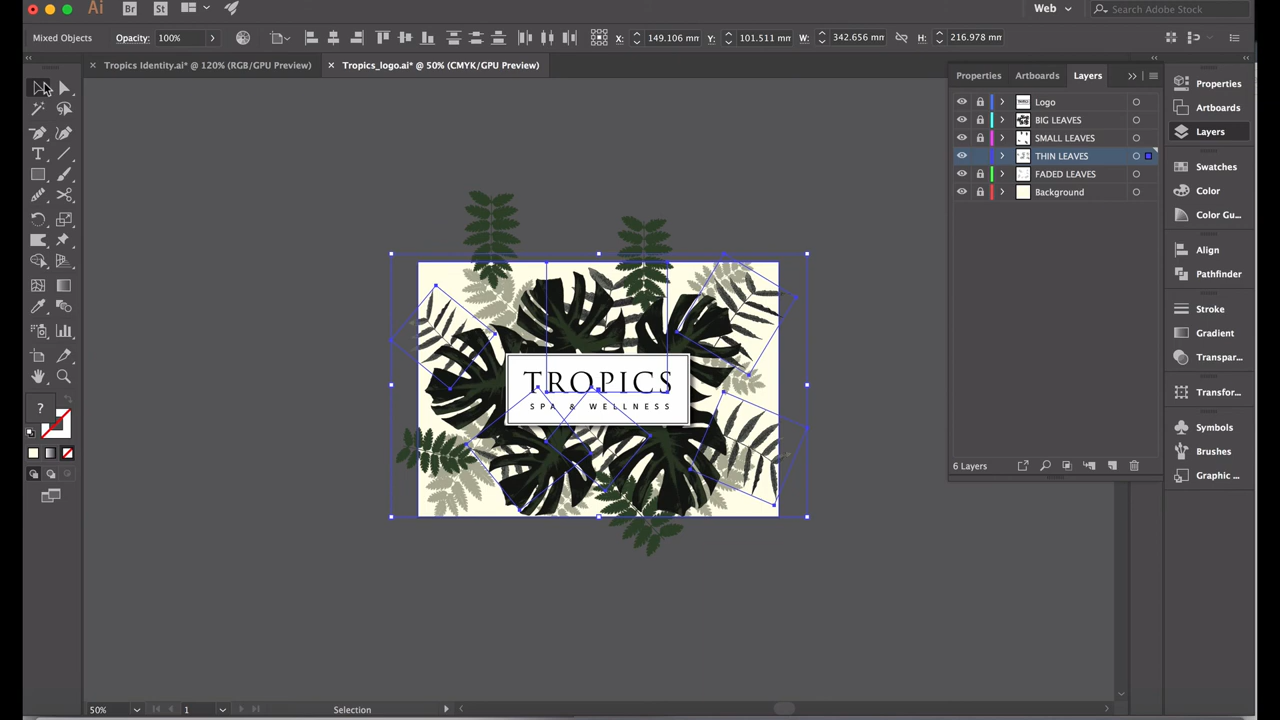 Ai Br St Web Search Adobe Stock
Mixed Objects Opacity: 100% X: 149.106 mm Y: 101.511 mm W: 342.656 mm H: 216.978 mm
Tropics Identity.ai* @ 120% (RGB/GPU Preview) Tropics_logo.ai* @ 50% (CMYK/GPU Preview)
Properties Artboards Layers
Logo
BIG LEAVES
SMALL LEAVES
THIN LEAVES
FADED LEAVES
Background
6 Layers
Properties
Artboards
Layers
Swatches
Color
Color Gu...
Align
Pathfinder
Stroke
Gradient
Transpar...
Transfor...
Symbols
Brushes
Graphic ...
TROPICS
SPA & WELLNESS
?
50% 1 Selection